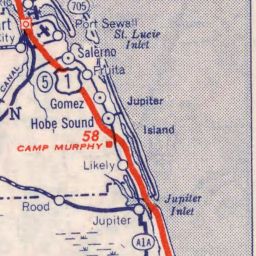 705
Port Sewall
St. Lucie
Inlet
City
Salerno
Fruita
CANAL
5
1
Gomez
Jupiter
N
Hobe Sound
Island
58
CAMP MURPHY
Likely
Jupiter
Inlet
Rood
Jupiter
A1A